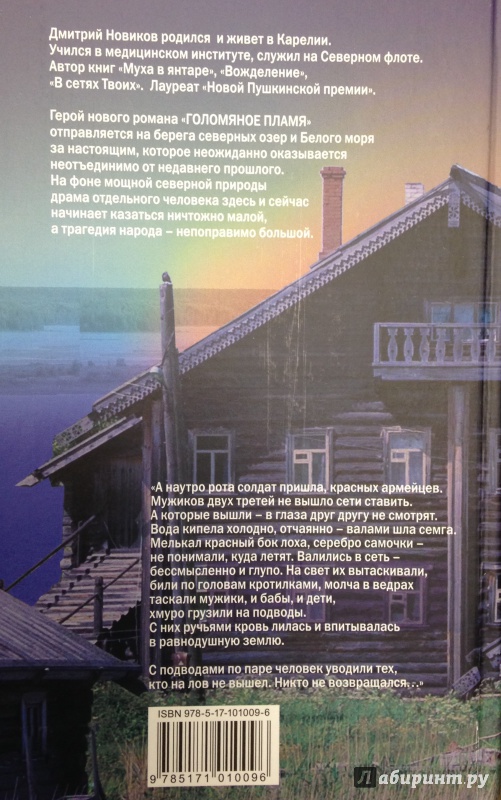 Дмитрий Новиков родился и живет в Карелии.
Учился в медицинском институте, служил на Северном флоте.
Автор книг «Муха в янтаре», «Вожделение»,
«В сетях Твоих». Лауреат «Новой Пушкинской премии».
Герой нового романа «ГОЛОМЯНОЕ ПЛАМЯ»
отправляется на берега северных озер и Белого моря
за настоящим, которое неожиданно оказывается
неотъединимо от недавнего прошлого.
На фоне мощной северной природы
драма отдельного человека здесь и сейчас
начинает казаться ничтожно малой,
а трагедия народа – непоправимо большой.
«А наутро рота солдат пришла, красных армейцев.
Мужиков двух третей не вышло сети ставить.
А которые вышли – в глаза друг другу не смотрят.
Вода кипела холодно, отчаянно – валами шла семга.
Мелькал красный бок лоха, серебро самочки –
не понимали, куда летят. Валились в сеть –
бессмысленно и глупо. На свет их вытаскивали,
били по головам кротилками, молча в ведрах
таскали мужики, и бабы, и дети,
хмуро грузили на подводы.
С них ручьями кровь лилась и впитывалась
в равнодушную землю.
С подводами по паре человек уводили тех,
кто на лов не вышел. Никто не возвращался...»
ISBN 978-5-17-101009-6
9 785171 010096
Лабиринт.ру